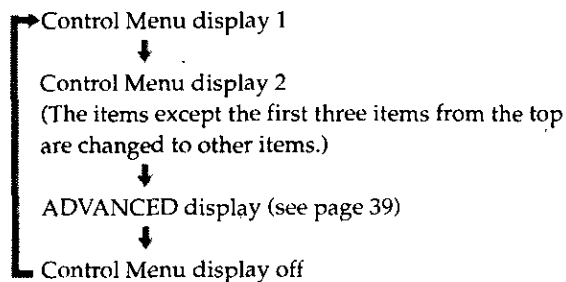 Control Menu display 1
Control Menu display 2
(The items except the first three items from the top
are changed to other items.)
ADVANCED display (see page 39)
Control Menu display off